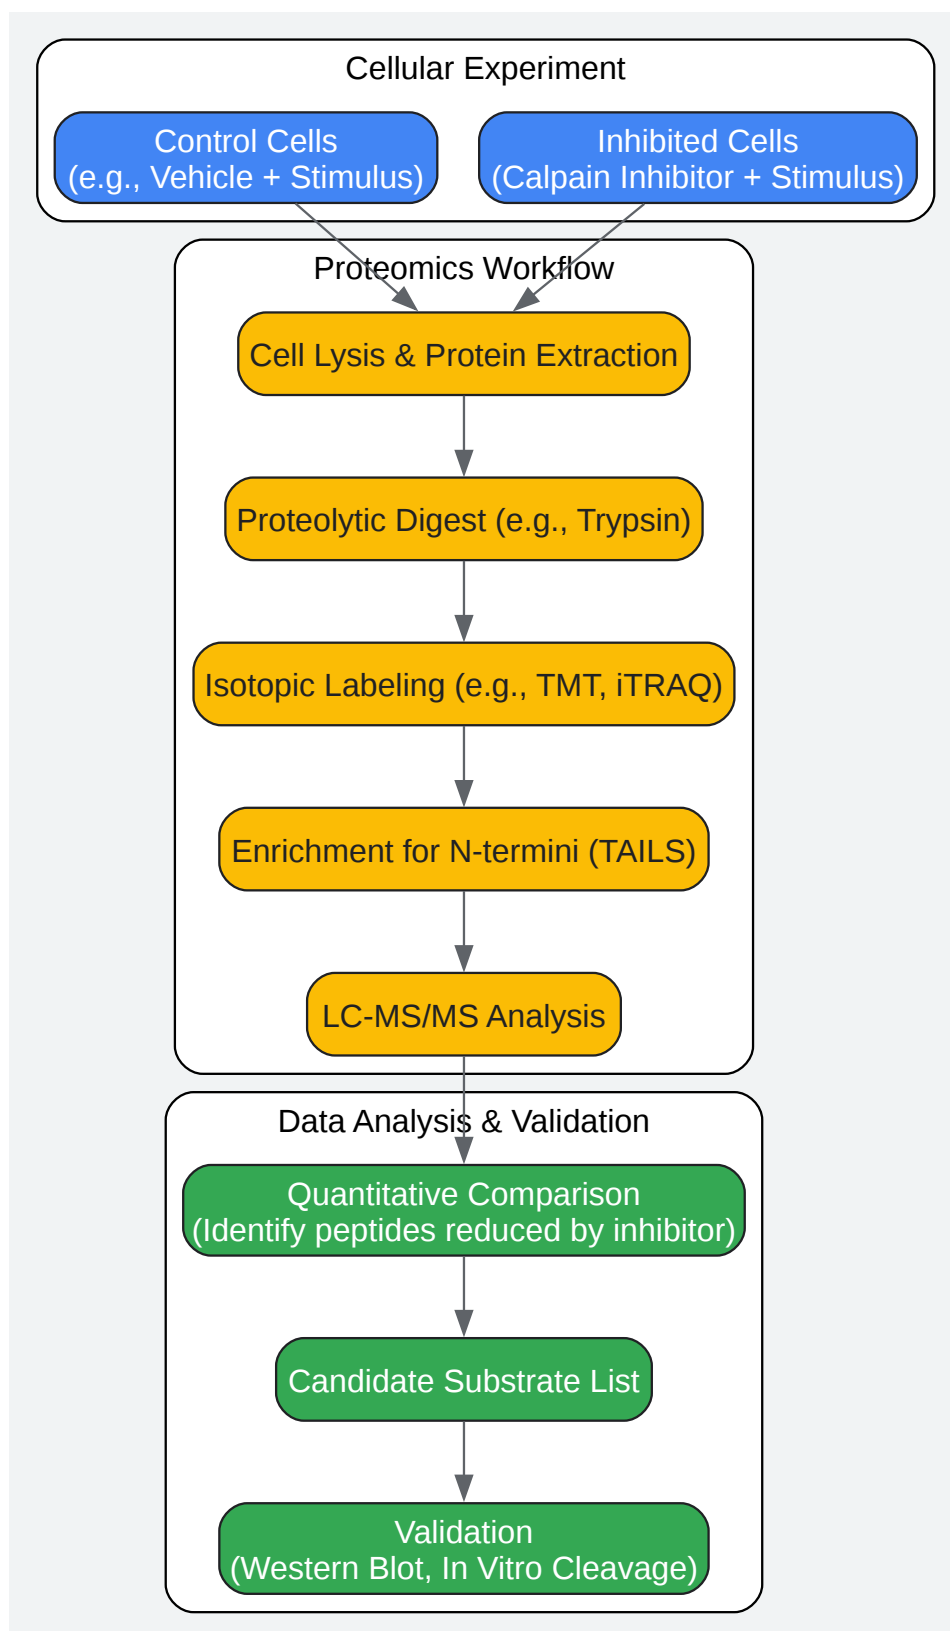 Cellular Experiment
Control Cells
(e.g., Vehicle + Stimulus)
Inhibited Cells
(Calpain Inhibitor + Stimulus)
Proteomics Workflow
Cell Lysis & Protein Extraction
Proteolytic Digest (e.g., Trypsin)
Isotopic Labeling (e.g., TMT, iTRAQ)
Enrichment for N-termini (TAILS)
LC-MS/MS Analysis
Data Analysis & Validation
Quantitative Comparison
(Identify peptides reduced by inhibitor)
Candidate Substrate List
Validation
(Western Blot, In Vitro Cleavage)